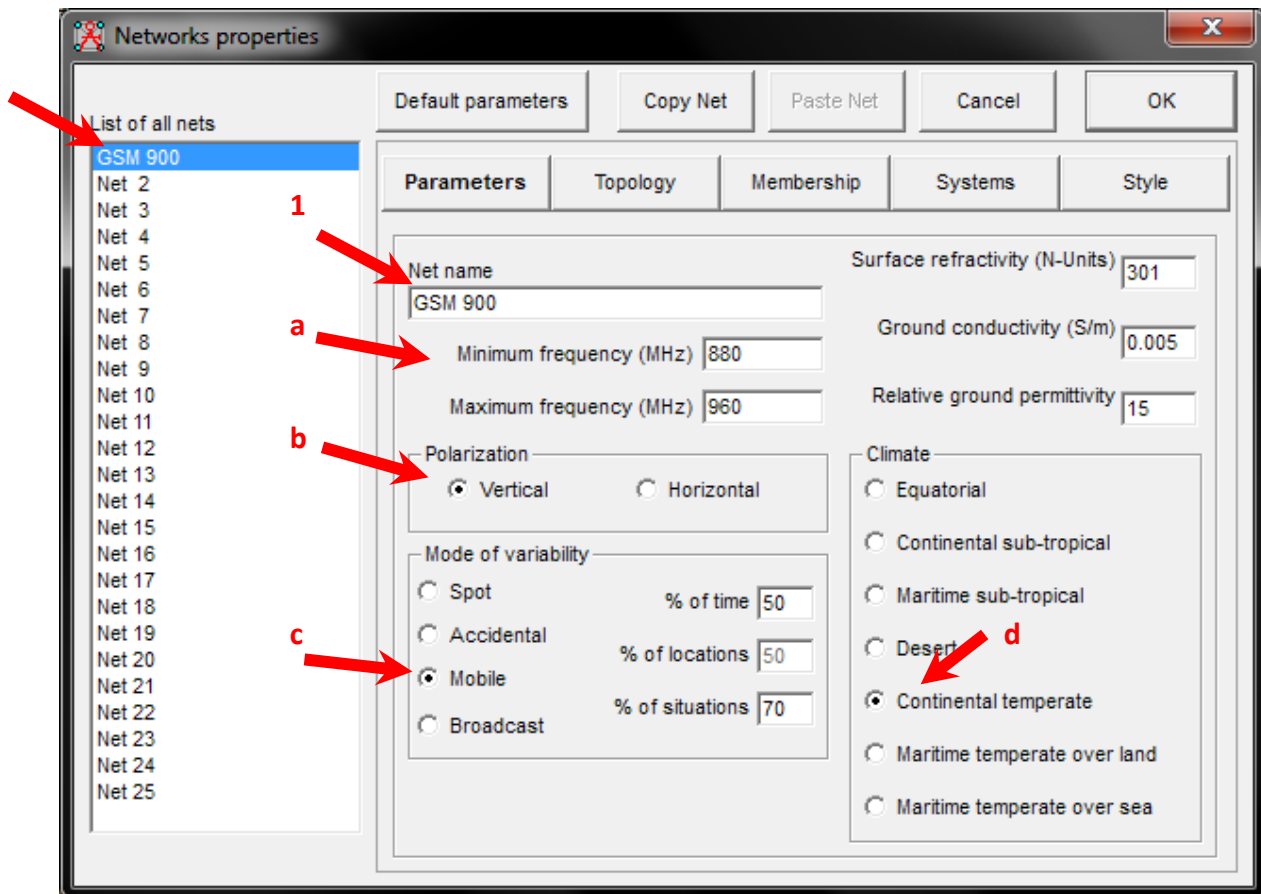 Networks properties
X
Default parameters Copy Net Paste Net Cancel OK
List of all nets
GSM 900
Net 2
Net 3
Net 4
Net 5
Net 6
Net 7
Net 8
Net 9
Net 10
Net 11
Net 12
Net 13
Net 14
Net 15
Net 16
Net 17
Net 18
Net 19
Net 20
Net 21
Net 22
Net 23
Net 24
Net 25
Parameters Topology Membership Systems Style
1
Net name
GSM 900
a
Minimum frequency (MHz) 880
Maximum frequency (MHz) 960
b
Polarization
Vertical Horizontal
Mode of variability
Spot
Accidental
c
Mobile
Broadcast
% of time 50
% of locations 50
% of situations 70
Surface refractivity (N-Units) 301
Ground conductivity (S/m) 0.005
Relative ground permittivity 15
Climate
Equatorial
Continental sub-tropical
Maritime sub-tropical
Desert
d
Continental temperate
Maritime temperate over land
Maritime temperate over sea